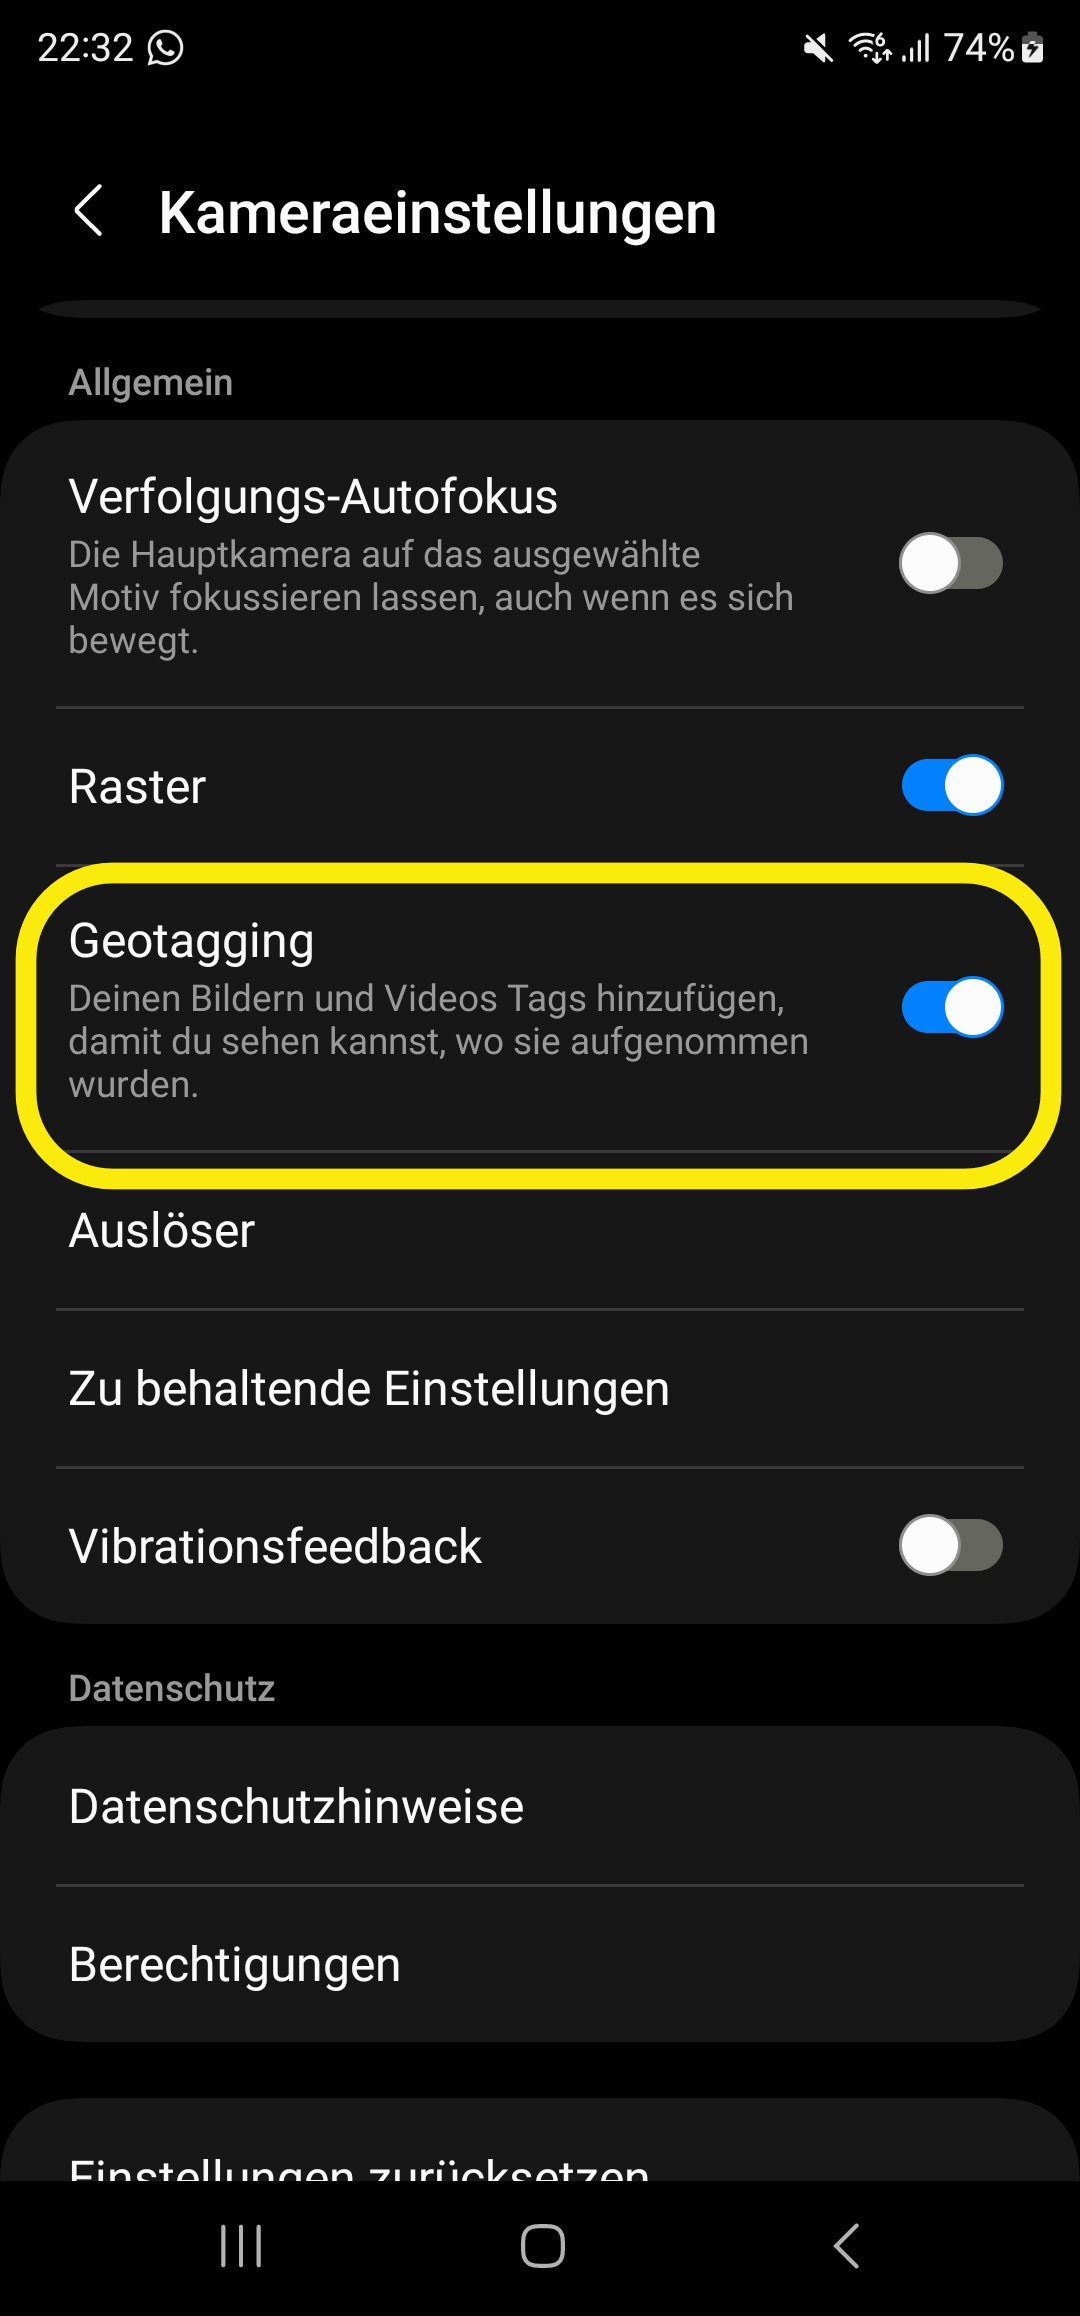 22:32
6
74%
Kameraeinstellungen
Allgemein
Verfolgungs-Autofokus
Die Hauptkamera auf das ausgewählte
Motiv fokussieren lassen, auch wenn es sich
bewegt.
Raster
Geotagging
Deinen Bildern und Videos Tags hinzufügen,
damit du sehen kannst, wo sie aufgenommen
wurden.
Auslöser
Zu behaltende Einstellungen
Vibrationsfeedback
Datenschutz
Datenschutzhinweise
Berechtigungen
Einstellungen zurücksetzen